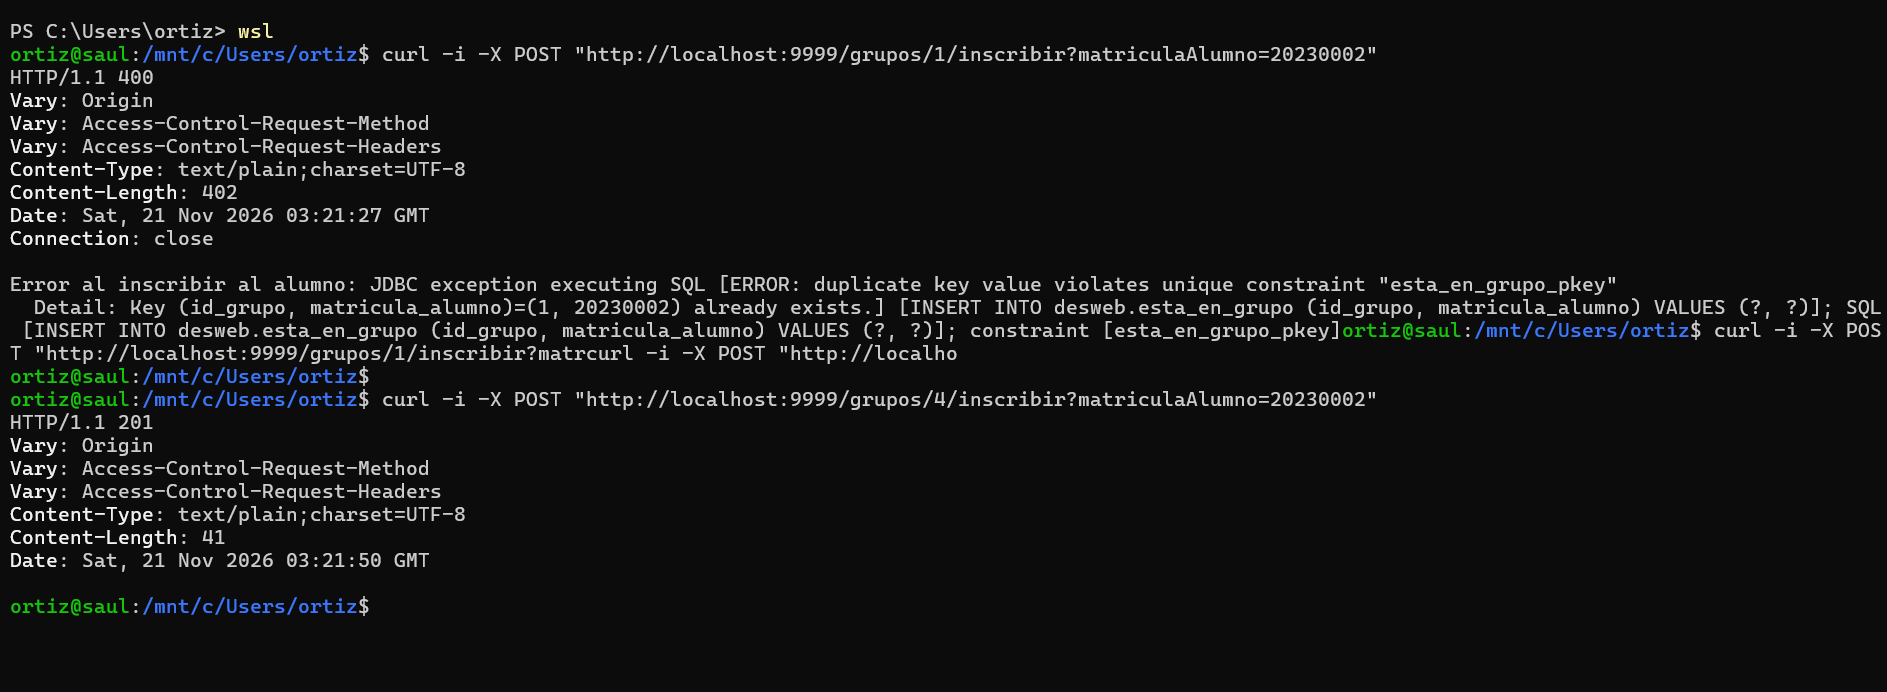 PS C:\Users\ortiz> wsl
ortiz@saul:/mnt/c/Users/ortiz$ curl -i -X POST "http://localhost:9999/grupos/1/inscribir?matriculaAlumno=20230002"
HTTP/1.1 400
Vary: Origin
Vary: Access-Control-Request-Method
Vary: Access-Control-Request-Headers
Content-Type: text/plain;charset=UTF-8
Content-Length: 402
Date: Sat, 21 Nov 2026 03:21:27 GMT
Connection: close

Error al inscribir al alumno: JDBC exception executing SQL [ERROR: duplicate key value violates unique constraint "esta_en_grupo_pkey"
  Detail: Key (id_grupo, matricula_alumno)=(1, 20230002) already exists.] [INSERT INTO desweb.esta_en_grupo (id_grupo, matricula_alumno) VALUES (?, ?)]; SQL
 [INSERT INTO desweb.esta_en_grupo (id_grupo, matricula_alumno) VALUES (?, ?)]; constraint [esta_en_grupo_pkey]ortiz@saul:/mnt/c/Users/ortiz$ curl -i -X POS
T "http://localhost:9999/grupos/1/inscribir?matrcurl -i -X POST "http://localho
ortiz@saul:/mnt/c/Users/ortiz$
ortiz@saul:/mnt/c/Users/ortiz$ curl -i -X POST "http://localhost:9999/grupos/4/inscribir?matriculaAlumno=20230002"
HTTP/1.1 201
Vary: Origin
Vary: Access-Control-Request-Method
Vary: Access-Control-Request-Headers
Content-Type: text/plain;charset=UTF-8
Content-Length: 41
Date: Sat, 21 Nov 2026 03:21:50 GMT

ortiz@saul:/mnt/c/Users/ortiz$